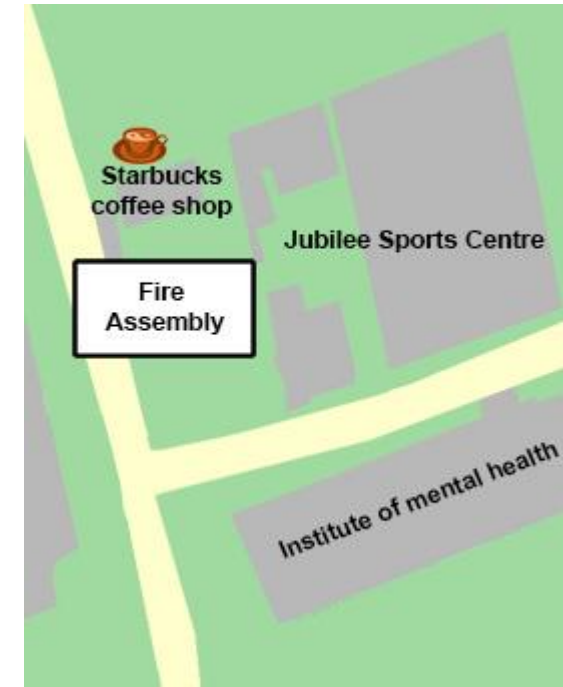 Starbucks
coffee shop
Jubilee Sports Centre
Fire
Assembly
Institute of mental health